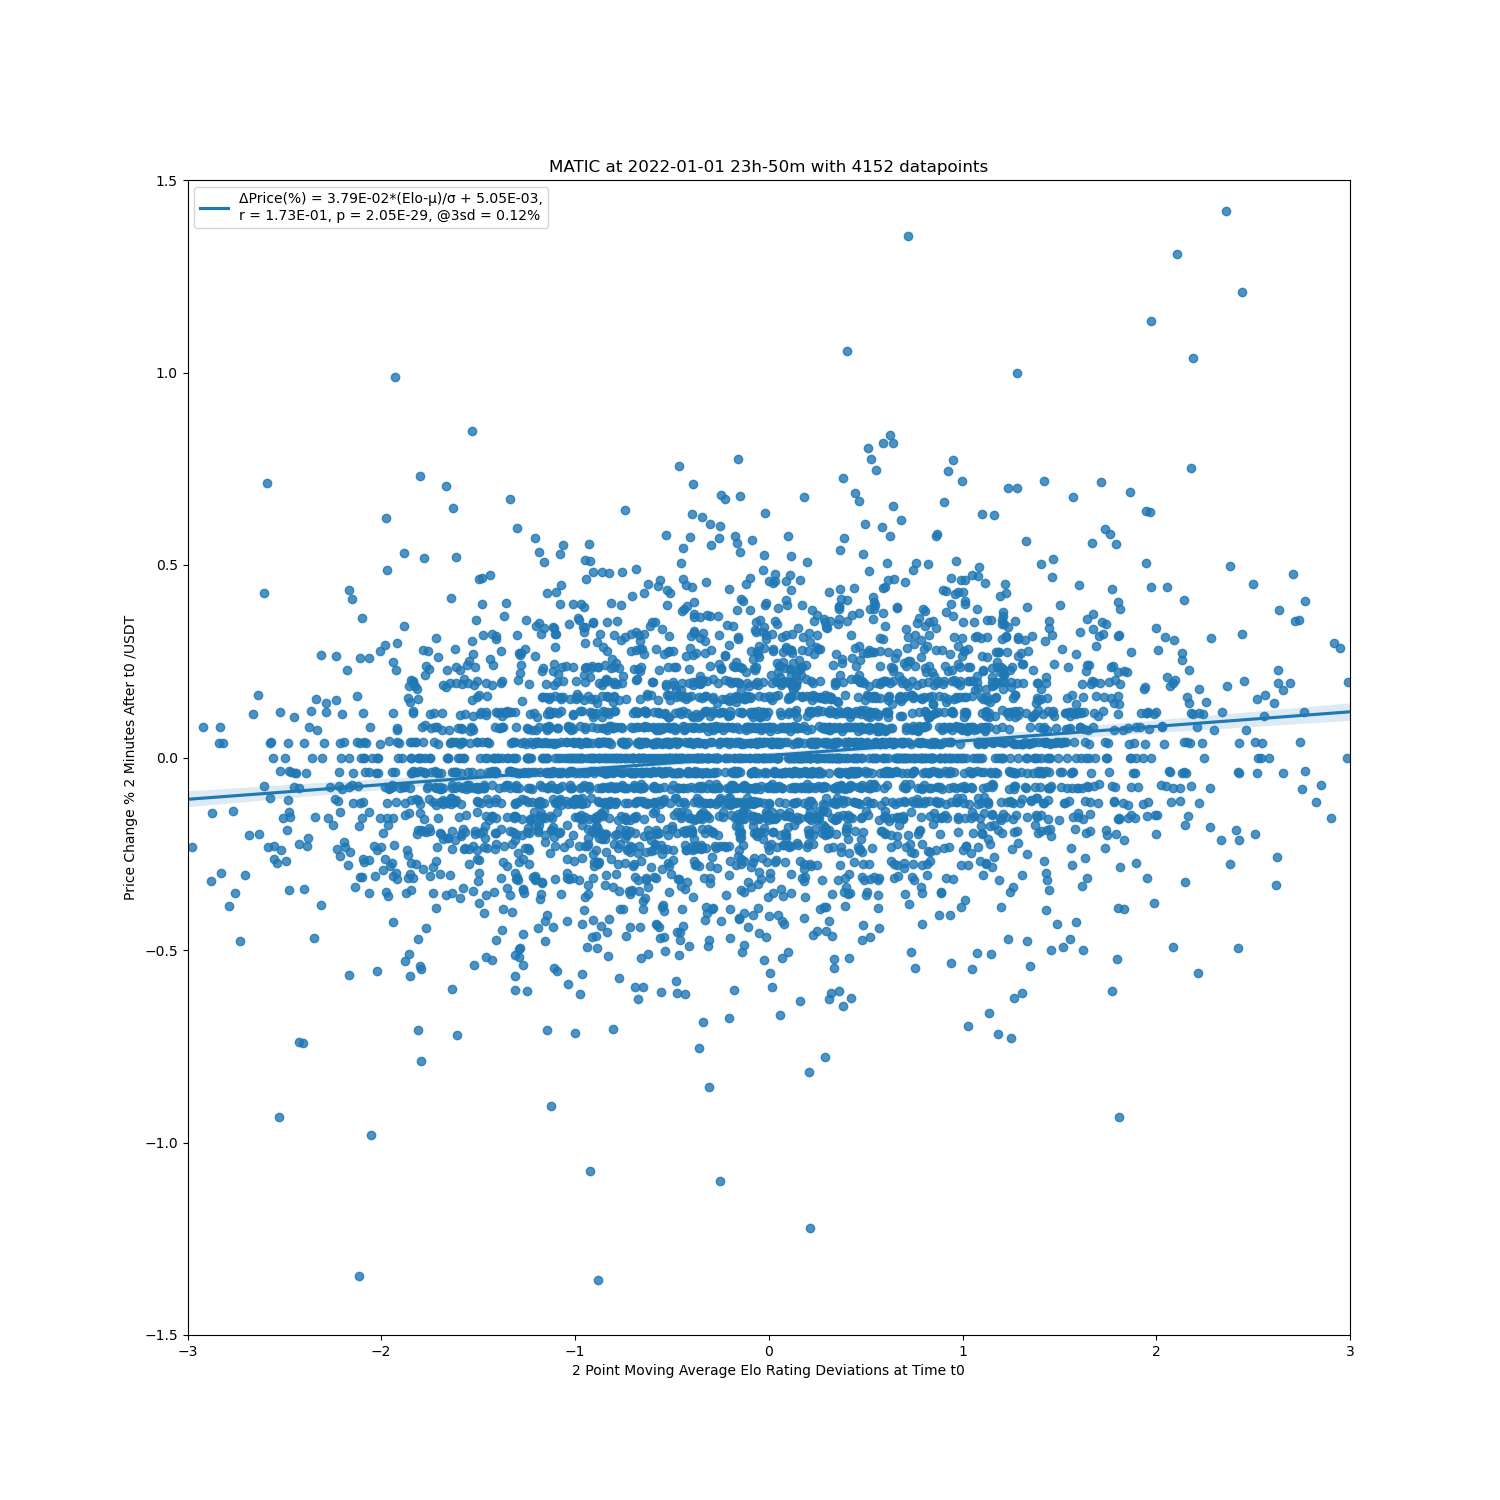 MATIC at 2022-01-01 23h-50m with 4152 datapoints
ΔPrice(%) = 3.79E-02*(Elo-μ)/σ + 5.05E-03,
r = 1.73E-01, p = 2.05E-29, @3sd = 0.12%
Price Change % 2 Minutes After t0 /USDT
1.5
1.0
0.5
0.0
−0.5
−1.0
−1.5
−3 −2 −1 0 1 2 3
2 Point Moving Average Elo Rating Deviations at Time t0